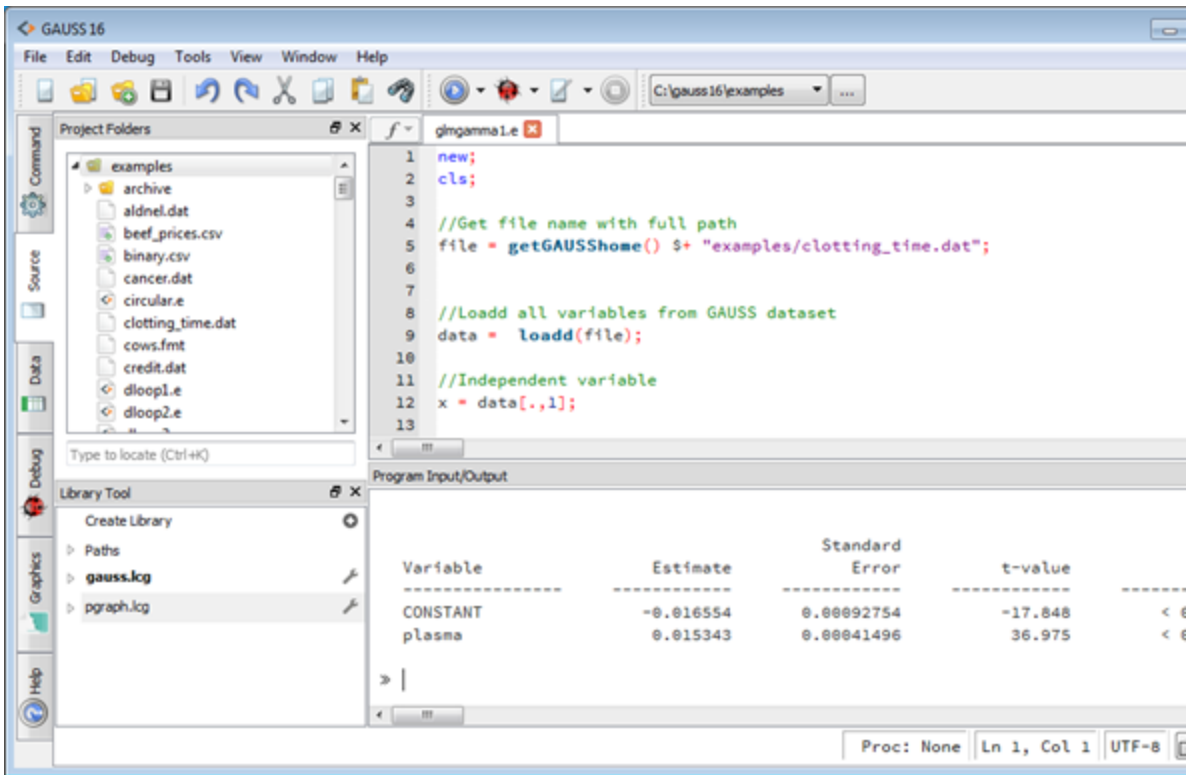 GAUSS 16
File Edit Debug Tools View Window Help
C:\gauss16\examples ...
Command
Source
Data
Debug
Graphics
Help
Project Folders
examples
archive
aldnel.dat
beef_prices.csv
binary.csv
cancer.dat
circular.e
clotting_time.dat
cows.fmt
credit.dat
dloop1.e
dloop2.e
Type to locate (Ctrl+K)
Library Tool
Create Library
Paths
gauss.lcg
pgraph.lcg
f glmgamma1.e
1 new;
2 cls;
3
4 //Get file name with full path
5 file = getGAUSShome() $+ "examples/clotting_time.dat";
6
7
8 //Loadd all variables from GAUSS dataset
9 data = loadd(file);
10
11 //Independent variable
12 x = data[.,1];
13
Program Input/Output
Standard
Variable Estimate Error t-value
---------------- ------------ ------------ ------------ -------
CONSTANT -0.016554 0.00092754 -17.848 <
plasma 0.015343 0.00041496 36.975 <
»
Proc: None Ln 1, Col 1 UTF-8